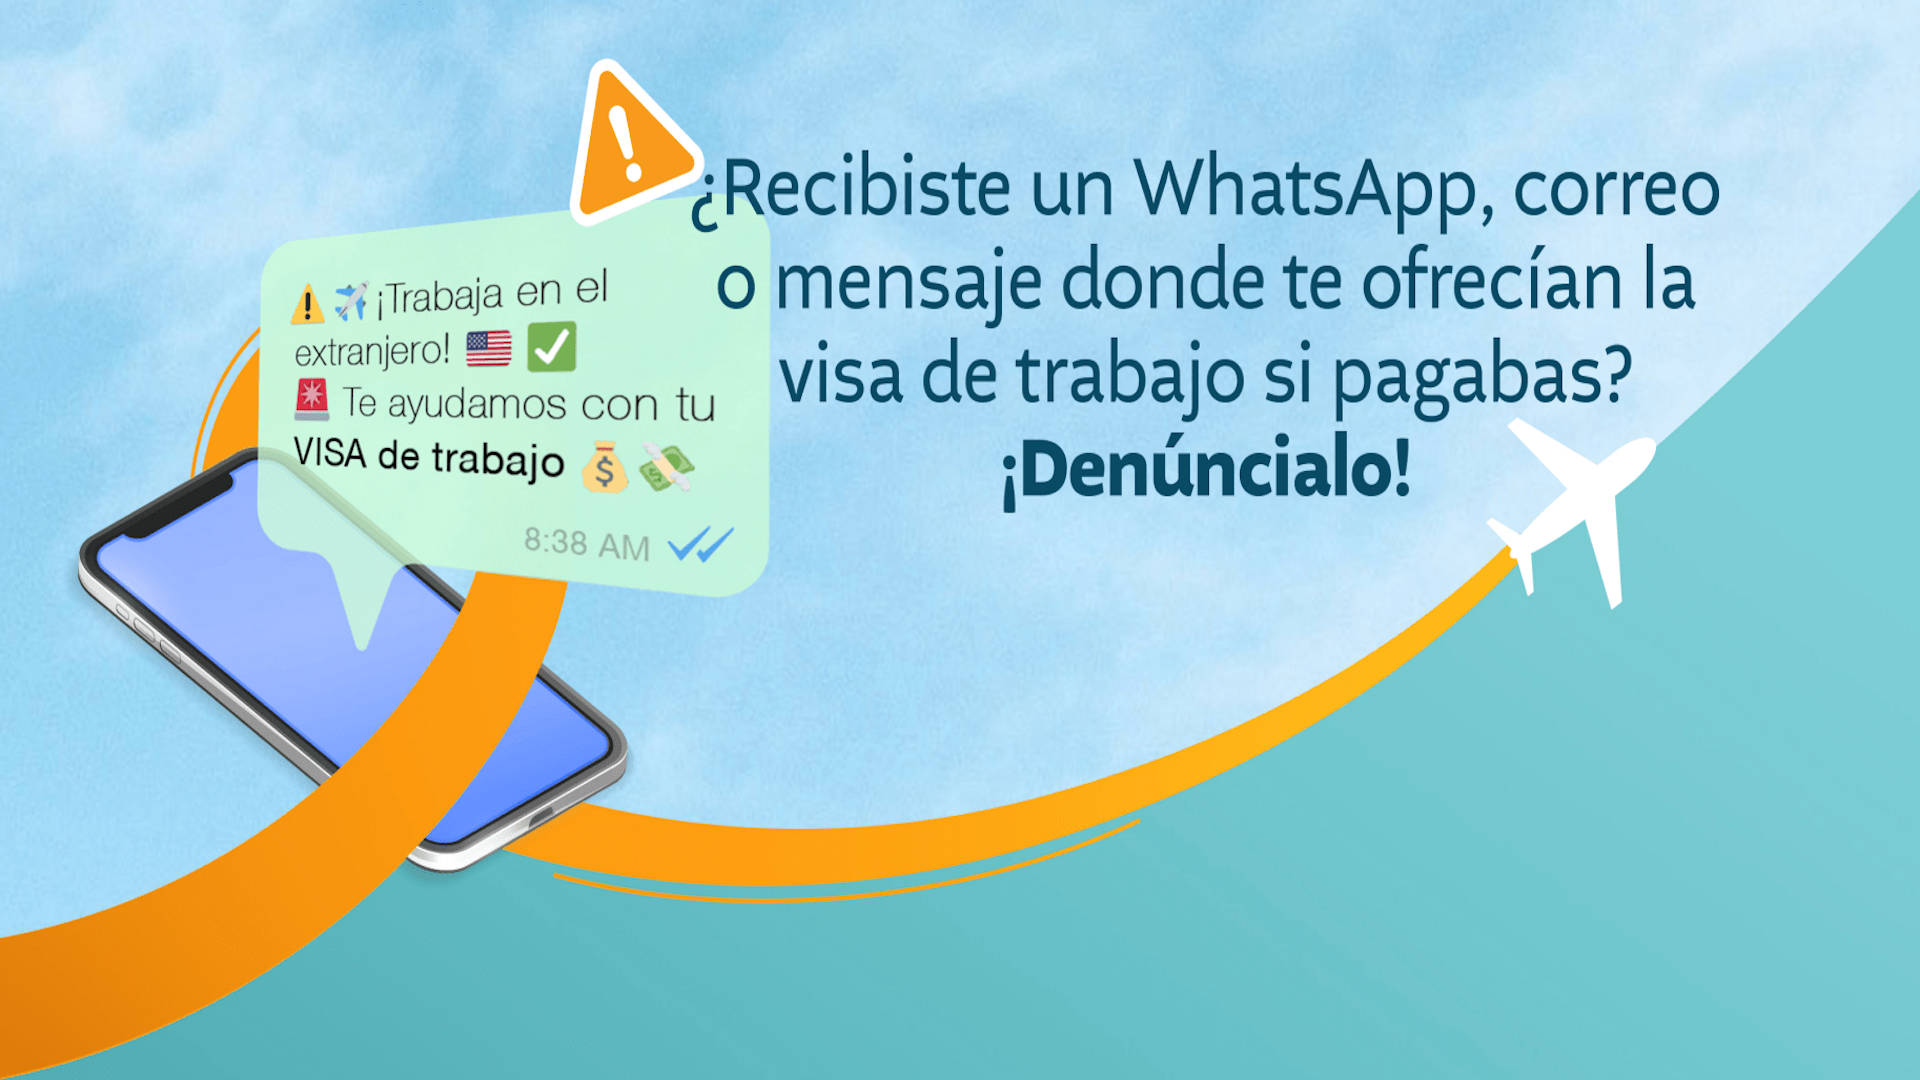 ¿Recibiste un WhatsApp, correo
o mensaje donde te ofrecían la
visa de trabajo si pagabas?
¡Denúncialo!
⚠️✈️¡Trabaja en el
extranjero! 🇺🇸 ✅
🚨 Te ayudamos con tu
VISA de trabajo 💰 💸
8:38 AM